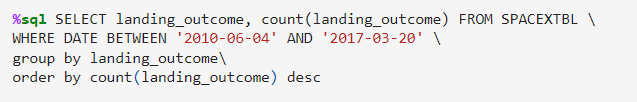 %sql SELECT landing_outcome, count(landing_outcome) FROM SPACEXTBL \
WHERE DATE BETWEEN '2010-06-04' AND '2017-03-20' \
group by landing_outcome\
order by count(landing_outcome) desc